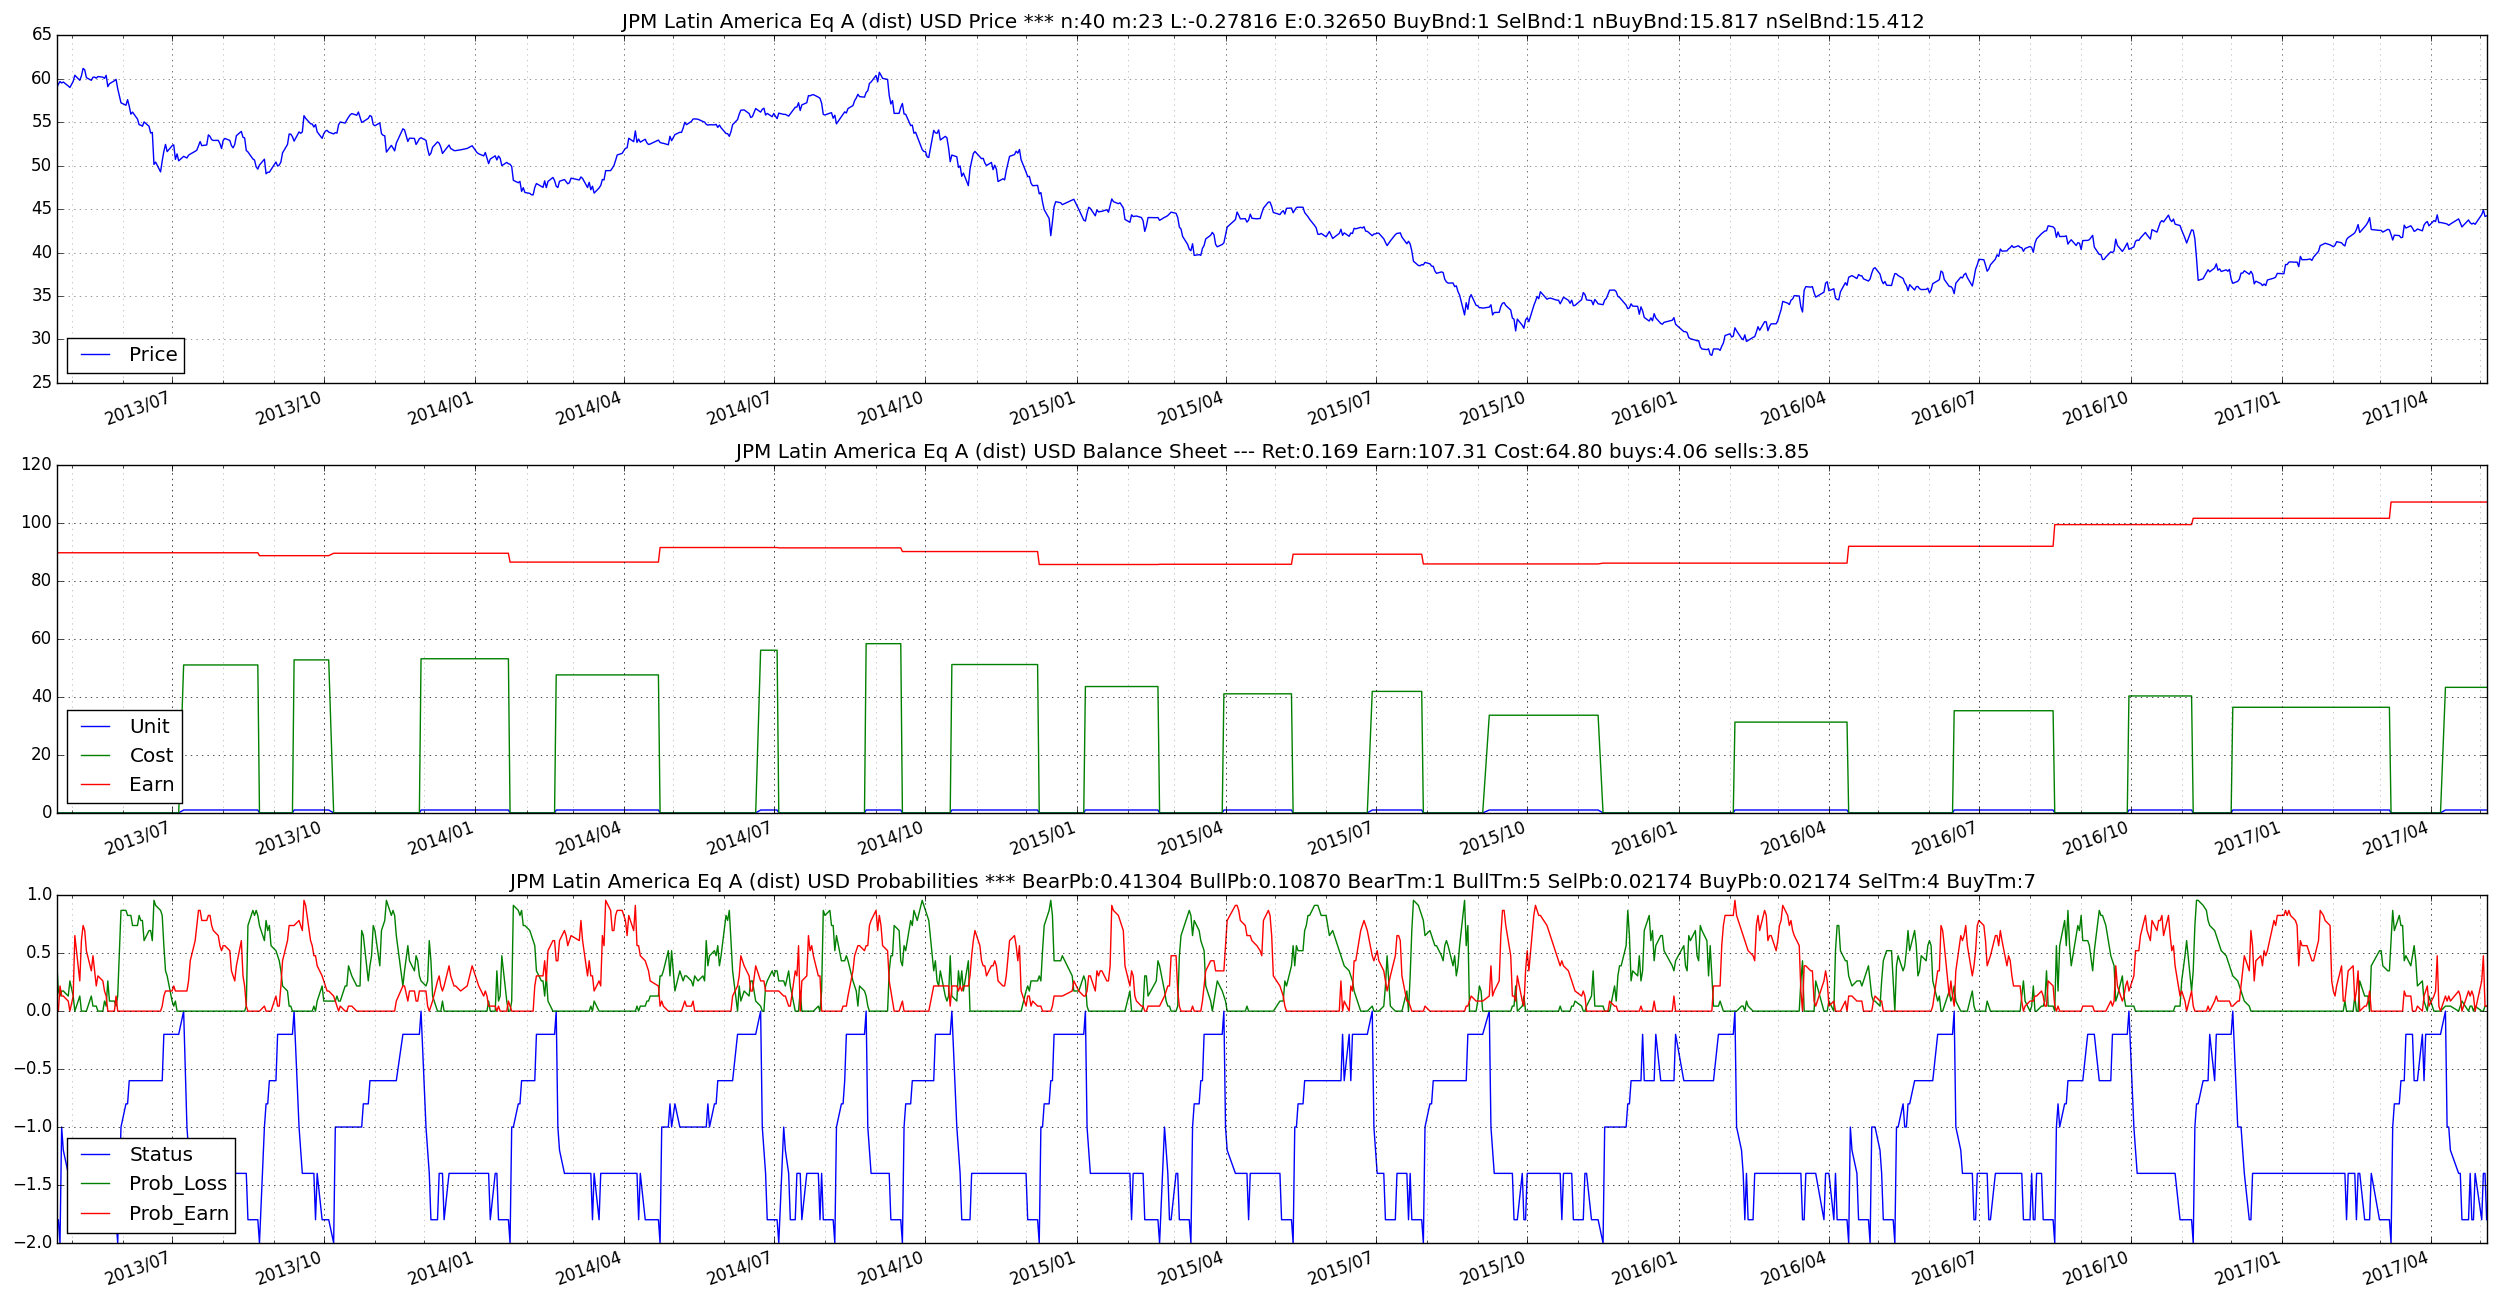 JPM Latin America Eq A (dist) USD Price *** n:40 m:23 L:-0.27816 E:0.32650 BuyBnd:1 SelBnd:1 nBuyBnd:15.817 nSelBnd:15.412
65
60
55
50
45
40
35
30
25
Price
2013/07 2013/10 2014/01 2014/04 2014/07 2014/10 2015/01 2015/04 2015/07 2015/10 2016/01 2016/04 2016/07 2016/10 2017/01 2017/04
JPM Latin America Eq A (dist) USD Balance Sheet --- Ret:0.169 Earn:107.31 Cost:64.80 buys:4.06 sells:3.85
120
100
80
60
40
20
0
Unit
Cost
Earn
2013/07 2013/10 2014/01 2014/04 2014/07 2014/10 2015/01 2015/04 2015/07 2015/10 2016/01 2016/04 2016/07 2016/10 2017/01 2017/04
JPM Latin America Eq A (dist) USD Probabilities *** BearPb:0.41304 BullPb:0.10870 BearTm:1 BullTm:5 SelPb:0.02174 BuyPb:0.02174 SelTm:4 BuyTm:7
1.0
0.5
0.0
−0.5
−1.0
−1.5
−2.0
Status
Prob_Loss
Prob_Earn
2013/07 2013/10 2014/01 2014/04 2014/07 2014/10 2015/01 2015/04 2015/07 2015/10 2016/01 2016/04 2016/07 2016/10 2017/01 2017/04